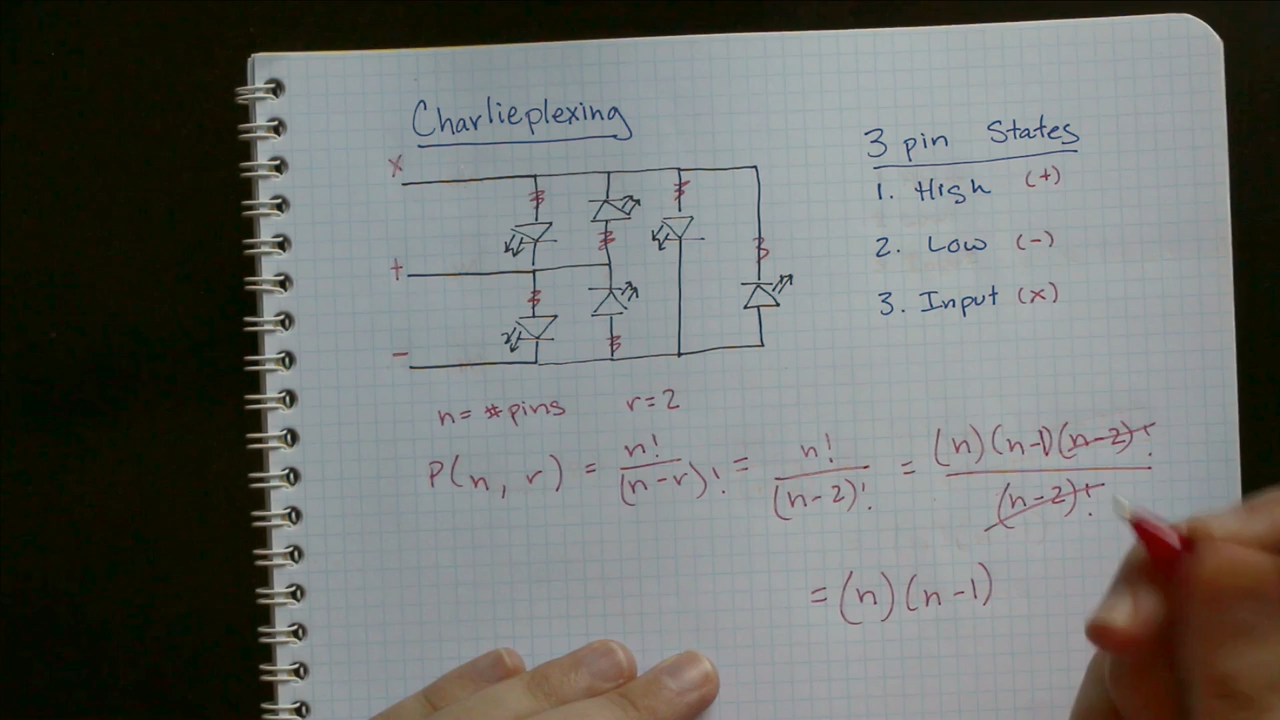 Charlieplexing
x
+
-
3 pin States
1. High (+)
2. Low (-)
3. Input (x)
n = # pins r = 2
P(n, r) = n!/(n-r)! = n!/(n-2)! = (n)(n-1)(n-2)!/(n-2)!
= (n)(n-1)